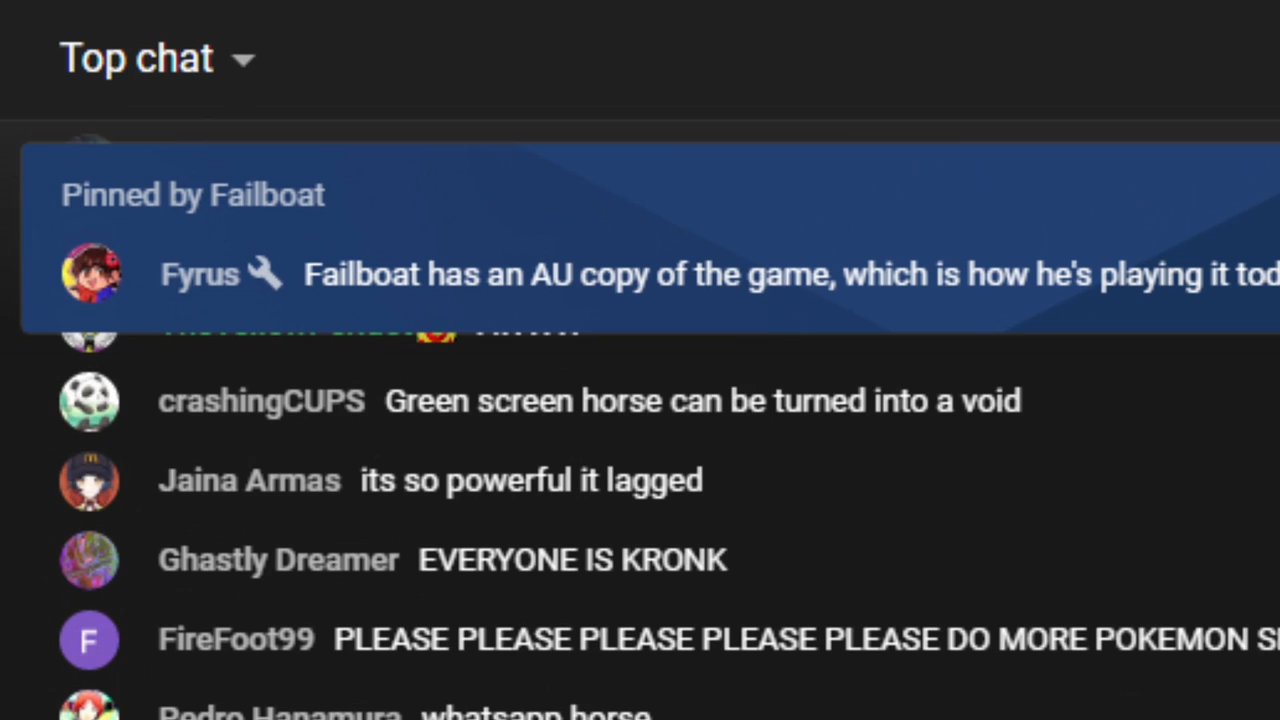 Top chat
Pinned by Failboat
Fyrus Failboat has an AU copy of the game, which is how he's playing it tod
crashingCUPS Green screen horse can be turned into a void
Jaina Armas its so powerful it lagged
Ghastly Dreamer EVERYONE IS KRONK
F FireFoot99 PLEASE PLEASE PLEASE PLEASE PLEASE DO MORE POKEMON
Pedro Hanamura whatsapp horse